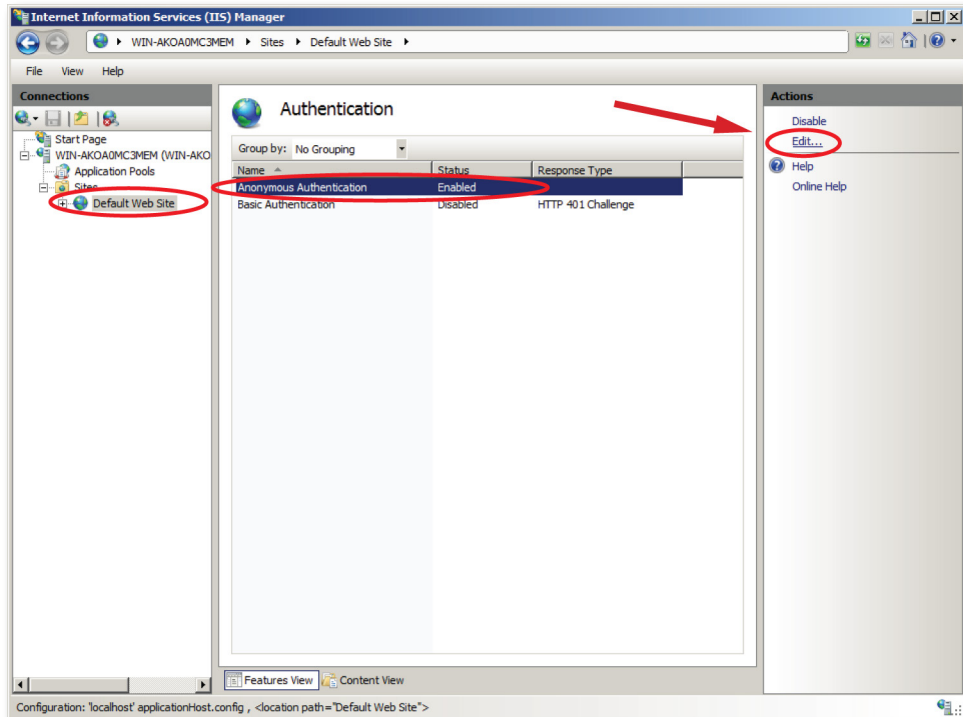 Internet Information Services (IIS) Manager
WIN-AKOA0MC3MEM Sites Default Web Site
File View Help
Connections
Start Page
WIN-AKOA0MC3MEM (WIN-AKO
Application Pools
Sites
Default Web Site
Authentication
Group by: No Grouping
Name Status Response Type
Anonymous Authentication Enabled
Basic Authentication Disabled HTTP 401 Challenge
Features View Content View
Actions
Disable
Edit...
Help
Online Help
Configuration: 'localhost' applicationHost.config , <location path="Default Web Site">